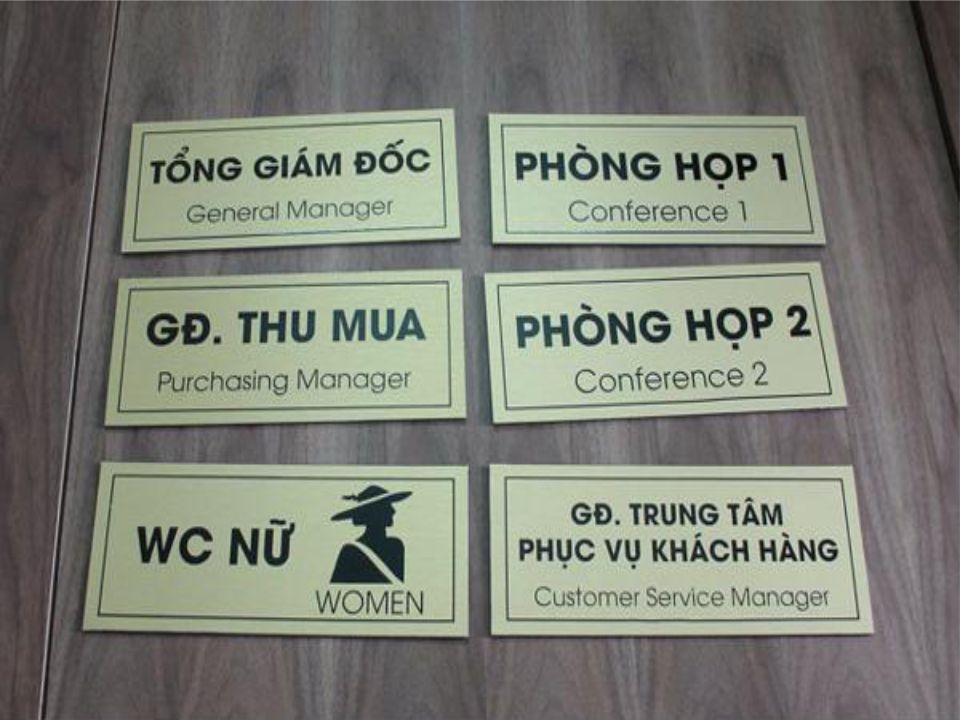 TỔNG GIÁM ĐỐC
General Manager
PHÒNG HỌP 1
Conference 1
GĐ. THU MUA
Purchasing Manager
PHÒNG HỌP 2
Conference 2
WC NỮ
WOMEN
GĐ. TRUNG TÂM
PHỤC VỤ KHÁCH HÀNG
Customer Service Manager